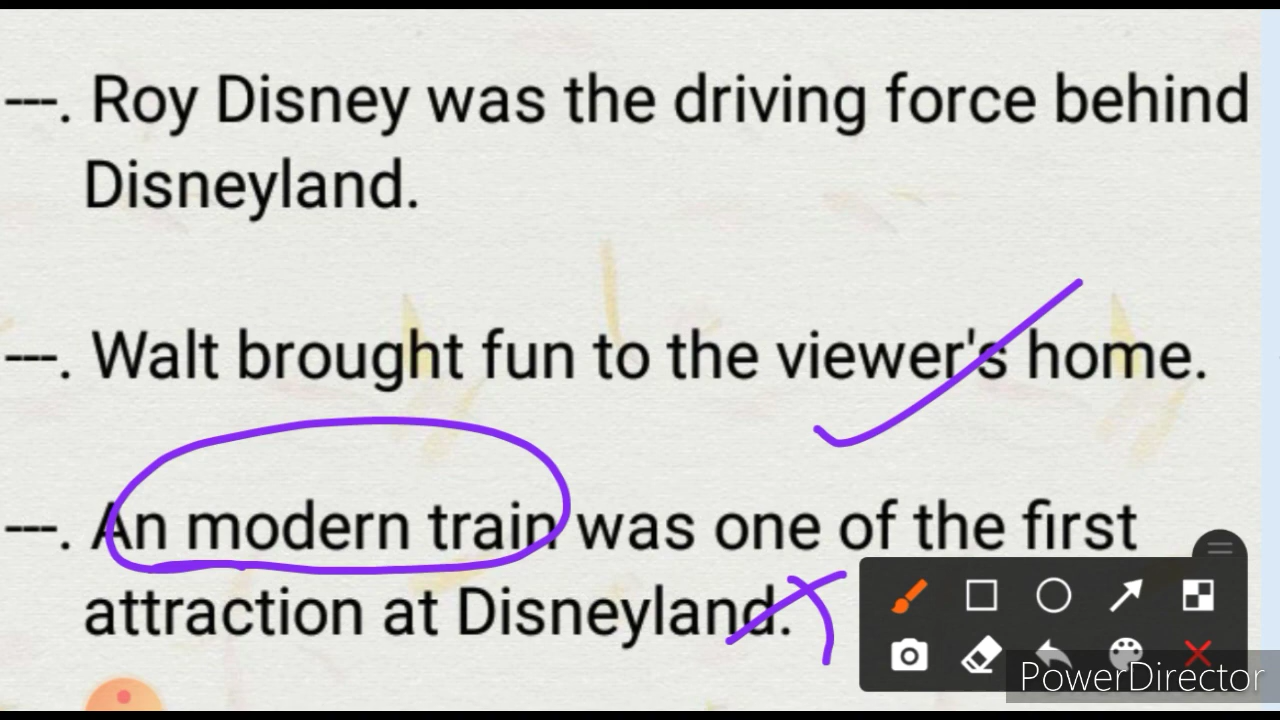 ---. Roy Disney was the driving force behind
Disneyland.
---. Walt brought fun to the viewer's home.
---. An modern train was one of the first
attraction at Disneyland.
PowerDirector